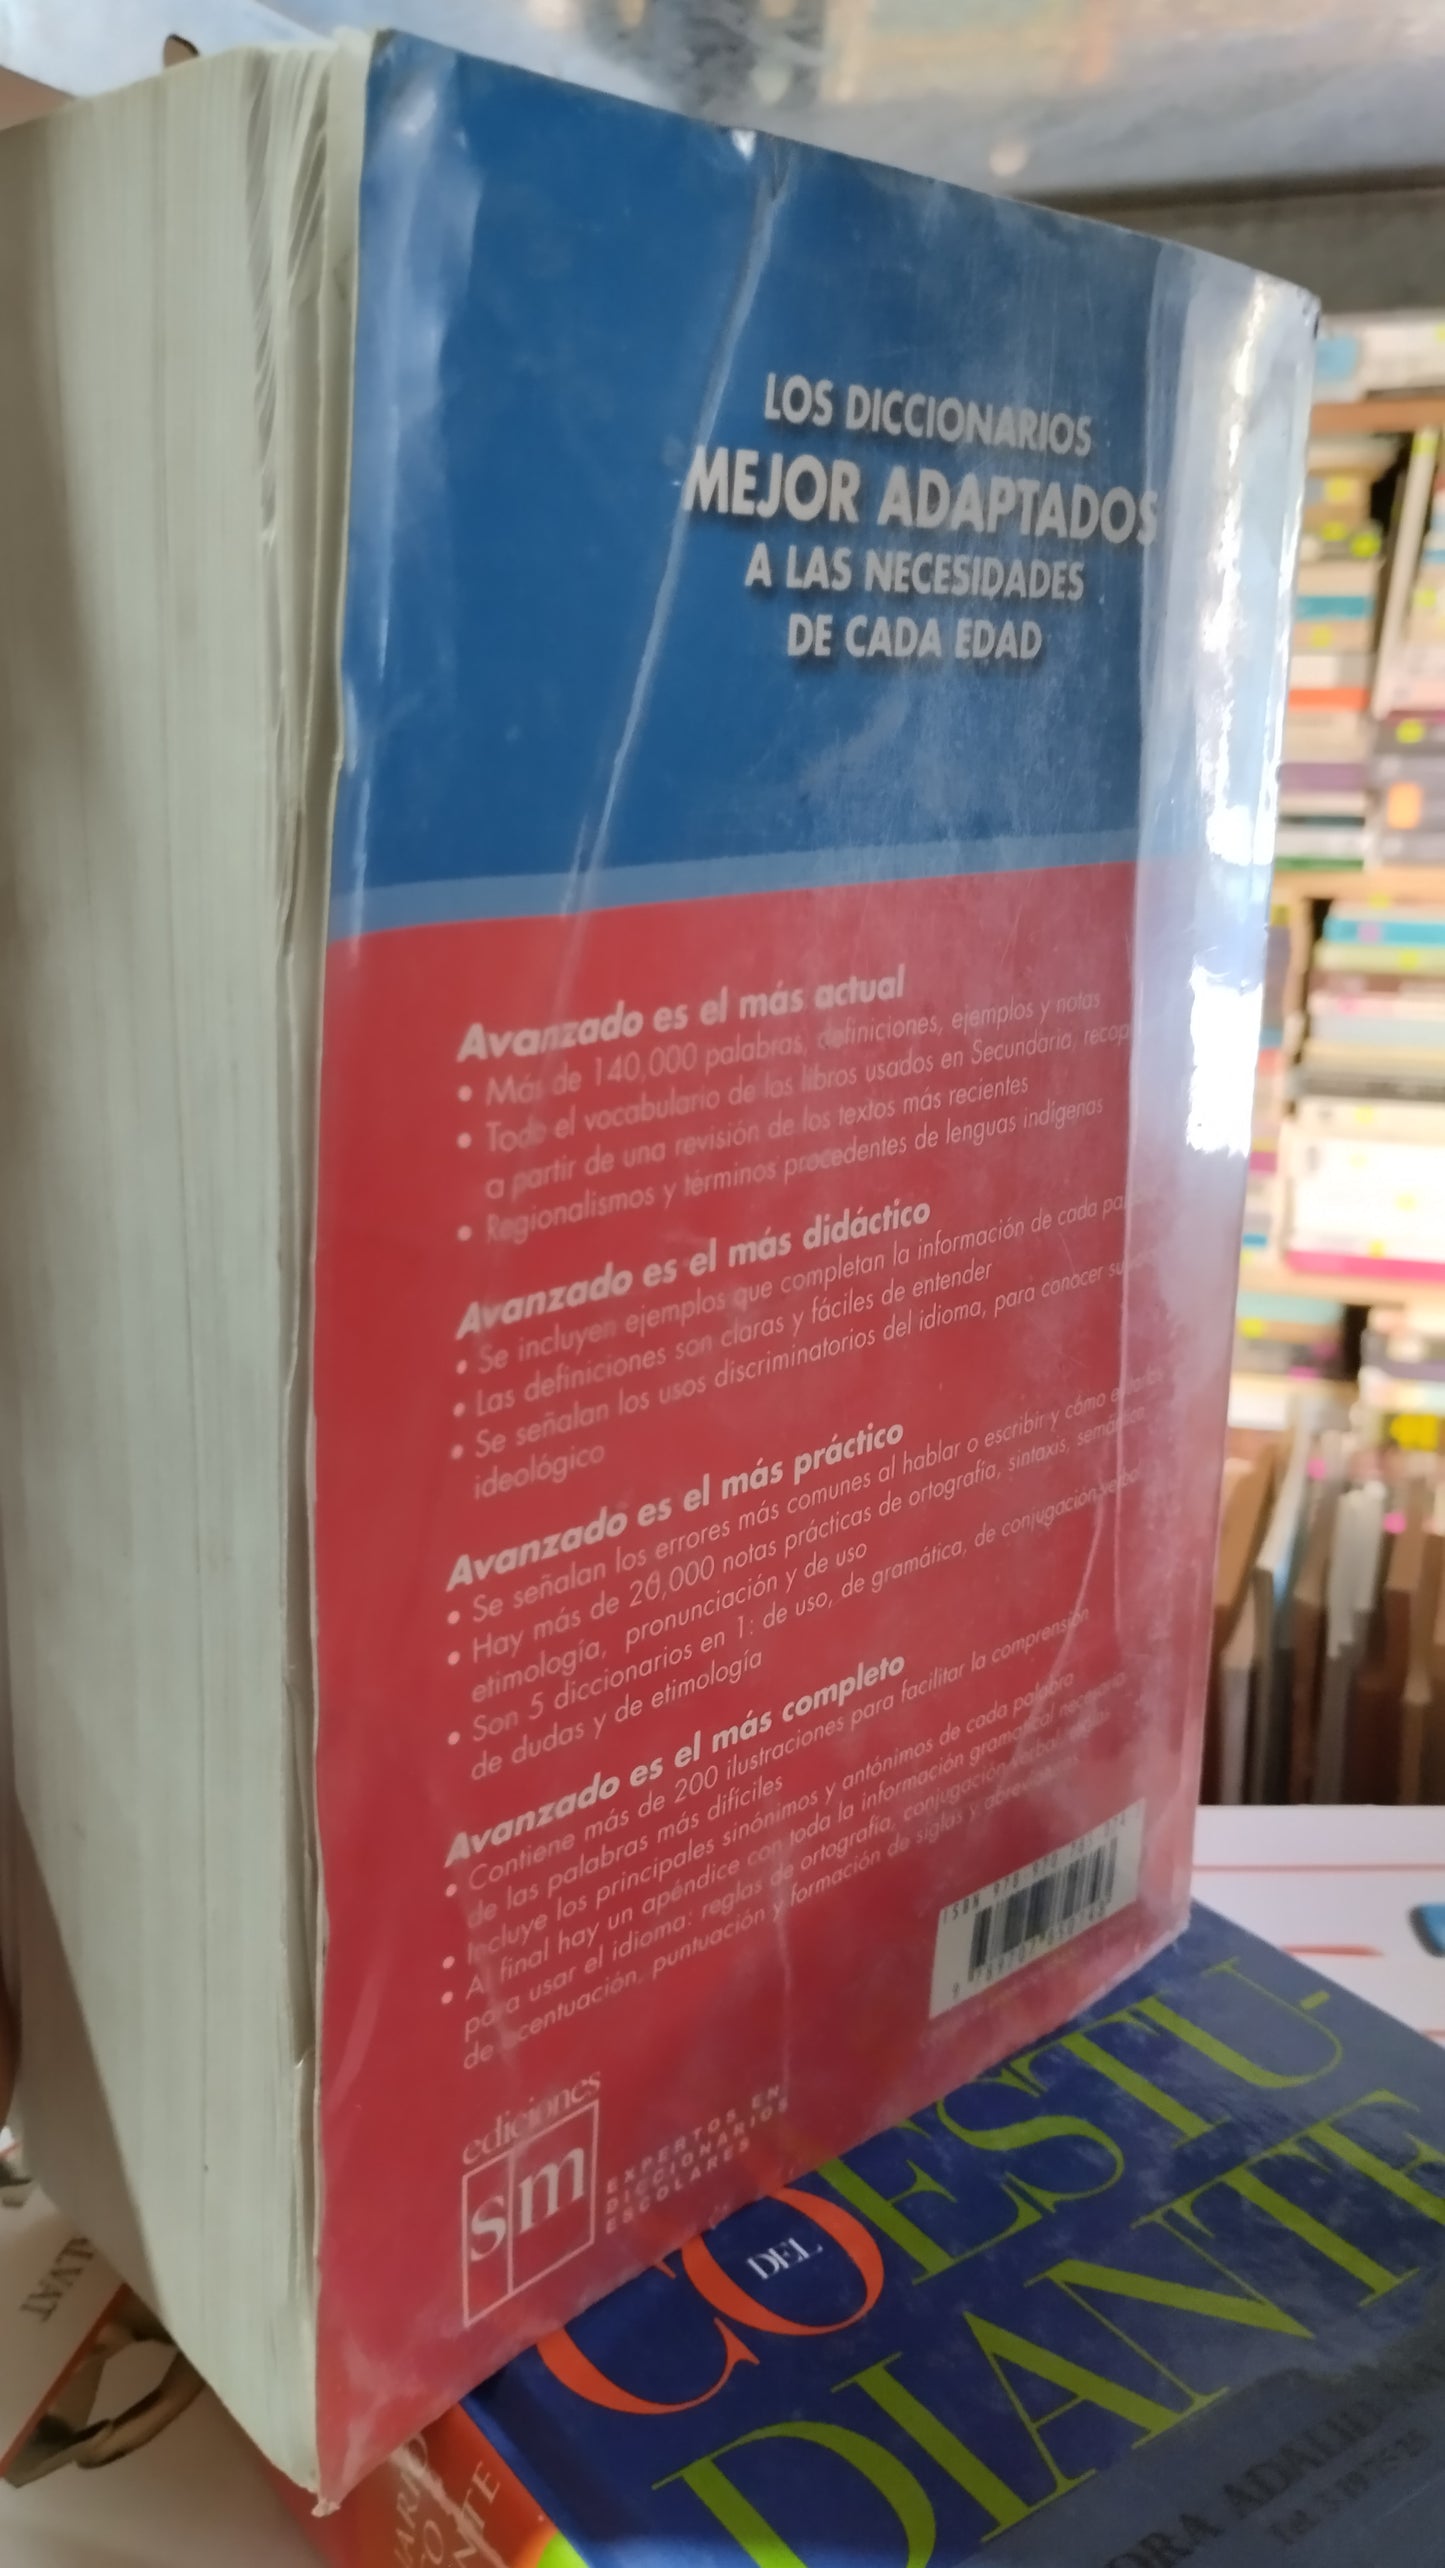 LOS DICCIONARIOS
MEJOR ADAPTADOS
A LAS NECESIDADES
DE CADA EDAD
Avanzado es el más actual
• Más de 140,000 palabras, definiciones, ejemplos y notas
• Todo el vocabulario de los libros usados en Secundaria, recop
a partir de una revisión de los textos más recientes
• Regionalismos y términos procedentes de lenguas indígenas
Avanzado es el más didáctico
• Se incluyen ejemplos que completan la información de cada
• Las definiciones son claras y fáciles de entender
• Se señalan los usos discriminatorios del idioma, para conocer su
ideológico
Avanzado es el más práctico
• Se señalan los errores más comunes al hablar o escribir y cómo
• Hay más de 20,000 notas prácticas de ortografía, sintaxis, semántica,
etimología, pronunciación y de uso
• Son 5 diccionarios en 1: de uso, de gramática, de conjugación verbal,
de dudas y de etimología
Avanzado es el más completo
• Contiene más de 200 ilustraciones para facilitar la comprensión
de las palabras más difíciles
• Incluye los principales sinónimos y antónimos de cada palabra
• Al final hay un apéndice con toda la información gramatical necesaria
para usar el idioma: reglas de ortografía, conjugación verbal, reglas
de acentuación, puntuación y formación de siglas y abreviaturas
ISBN
ediciones
sm
EXPERTOS EN
DICCIONARIOS
ESCOLARES
DEL
ESTU-
DIANTE